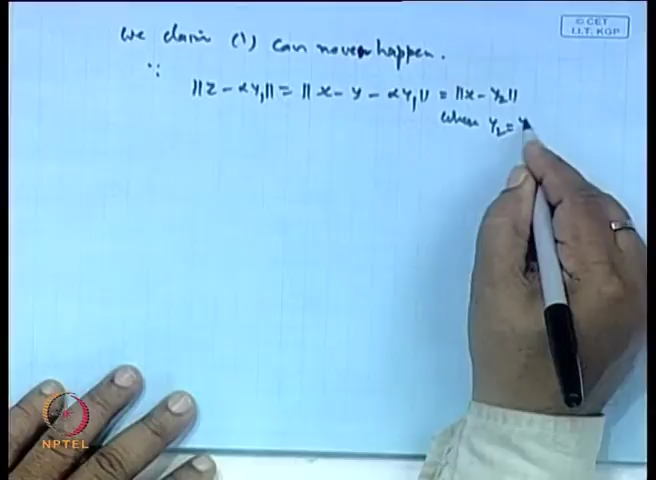 © CET
I.I.T. KGP
We claim (1) can never happen.
∵ ||z - αy₁|| = ||x - y - αy₁|| = ||x - y₂||
where y₂ = y
NPTEL